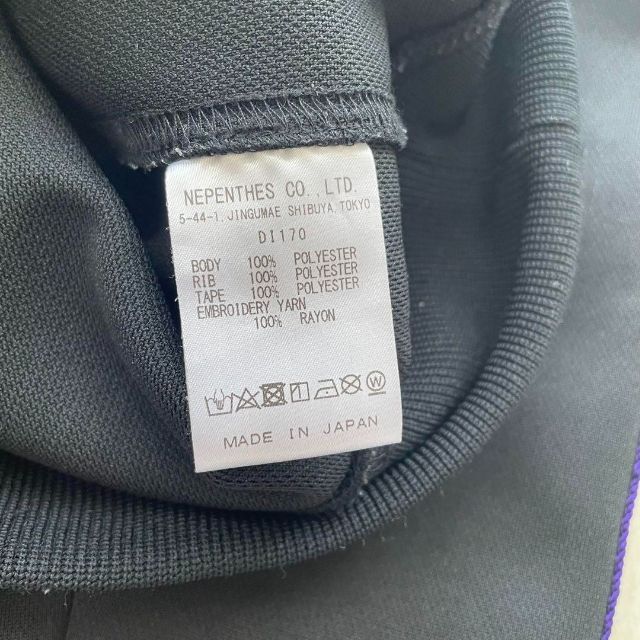 NEPENTHES CO.,LTD.
5-44-1, JINGUMAE SHIBUYA, TOKYO
DI170
BODY 100% POLYESTER
RIB 100% POLYESTER
TAPE 100% POLYESTER
EMBROIDERY YARN
100% RAYON
W
MADE IN JAPAN